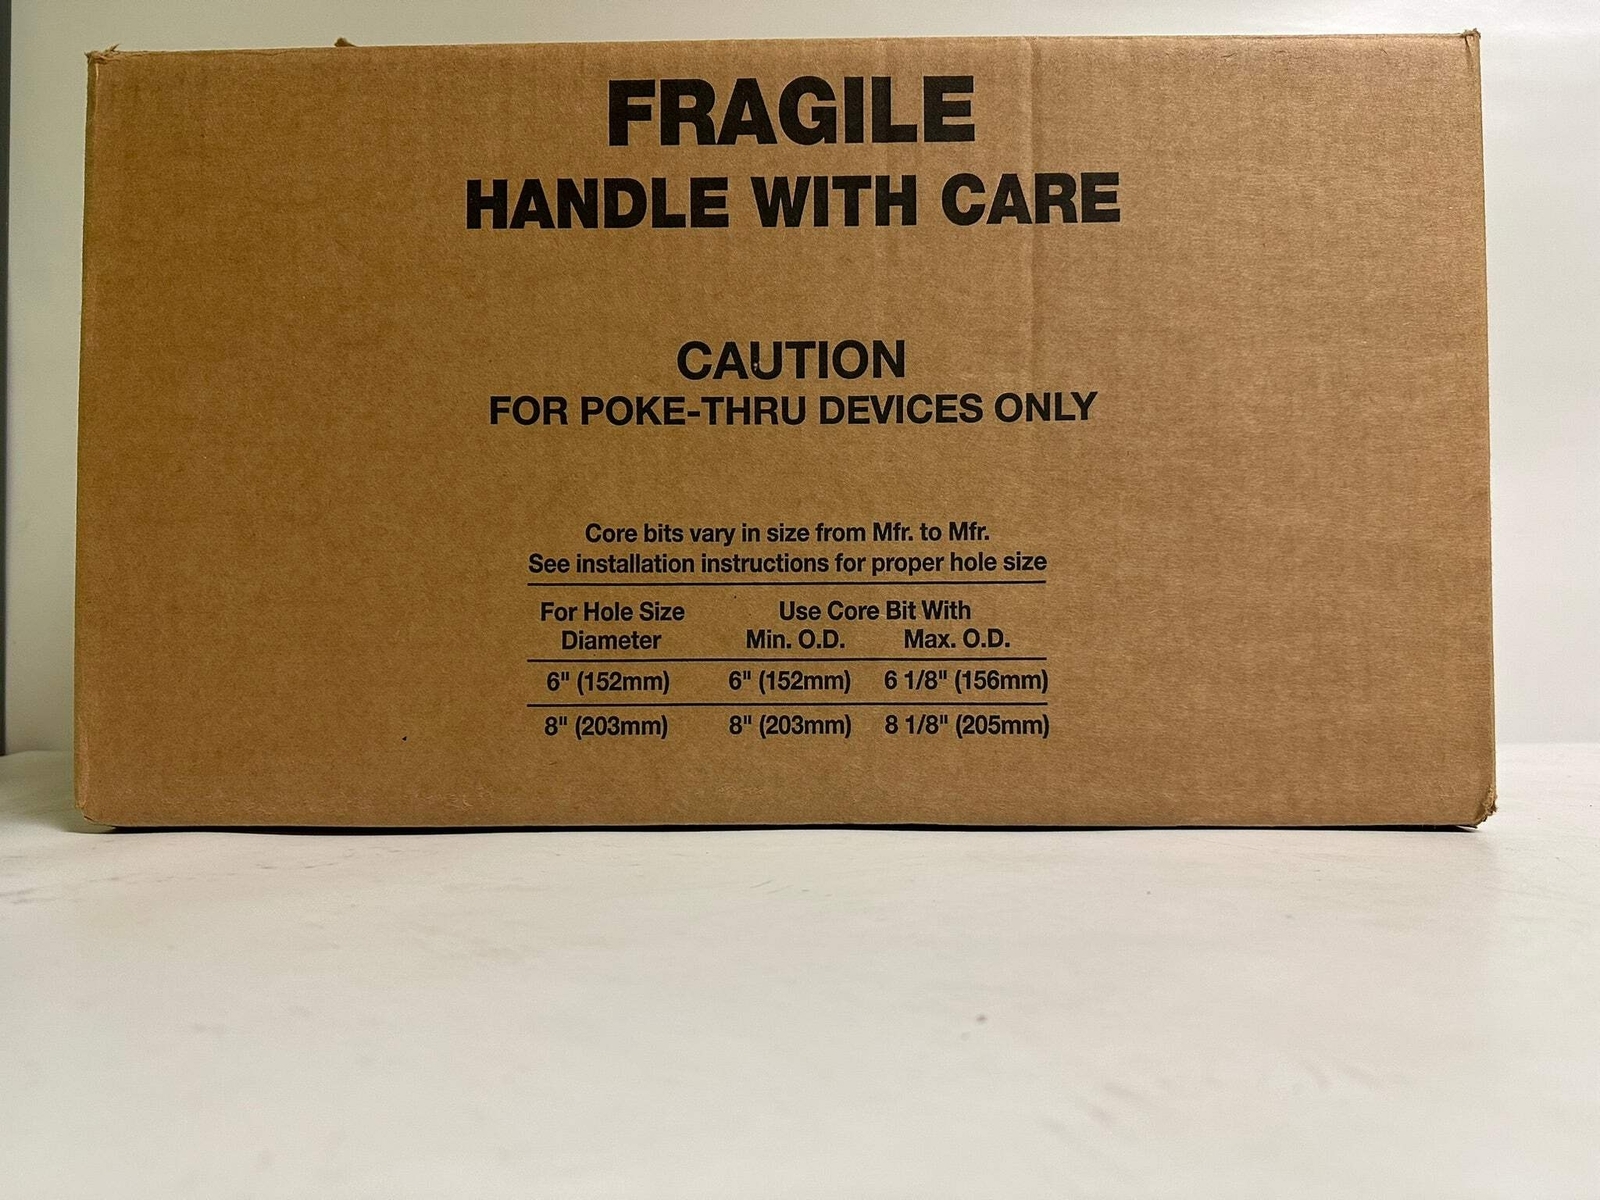 FRAGILE
HANDLE WITH CARE
CAUTION
FOR POKE-THRU DEVICES ONLY
Core bits vary in size from Mfr. to Mfr.
See installation instructions for proper hole size
For Hole Size Use Core Bit With
Diameter Min. O.D. Max. O.D.
6" (152mm) 6" (152mm) 6 1/8" (156mm)
8" (203mm) 8" (203mm) 8 1/8" (205mm)